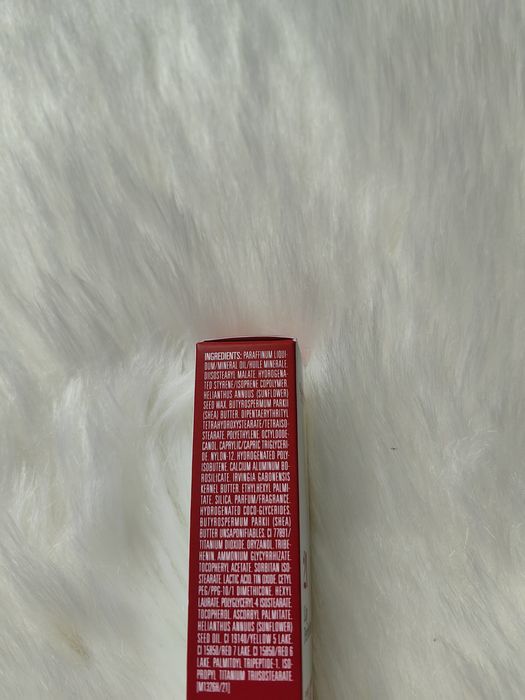 INGREDIENTS: PARAFFINUM LIQUI-
DUM/MINERAL OIL/HUILE MINERALE,
DIISOSTEARYL MALATE, HYDROGENA-
TED STYRENE/ISOPRENE COPOLYMER,
HELIANTHUS ANNUUS (SUNFLOWER)
SEED WAX, BUTYROSPERMUM PARKII
(SHEA) BUTTER, DIPENTAERYTHRITYL
TETRAHYDROXYSTEARATE/TETRAISO-
STEARATE, POLYETHYLENE, OCTYLDODE-
CANOL, CAPRYLIC/CAPRIC TRIGLYCERI-
DE, NYLON-12, HYDROGENATED POLY-
ISOBUTENE, CALCIUM ALUMINUM BO-
ROSILICATE, IRVINGIA GABONENSIS
KERNEL BUTTER, ETHYLHEXYL PALMI-
TATE, SILICA, PARFUM/FRAGRANCE,
HYDROGENATED COCO-GLYCERIDES,
BUTYROSPERMUM PARKII (SHEA)
BUTTER UNSAPONIFIABLES, CI 77891/
TITANIUM DIOXIDE, ORYZANOL, TRIBE-
HENIN, AMMONIUM GLYCYRRHIZATE,
TOCOPHERYL ACETATE, SORBITAN ISO-
STEARATE, LACTIC ACID, TIN OXIDE, CETYL
PEG/PPG-10/1 DIMETHICONE, HEXYL
LAURATE, POLYGLYCERYL-4 ISOSTEARATE,
TOCOPHEROL, ASCORBYL PALMITATE,
HELIANTHUS ANNUUS (SUNFLOWER)
SEED OIL, CI 19140/YELLOW 5 LAKE,
CI 15850/RED 7 LAKE, CI 15850/RED 6
LAKE, PALMITOYL TRIPEPTIDE-1, ISO-
PROPYL TITANIUM TRIISOSTEARATE.
[M1326H/21]